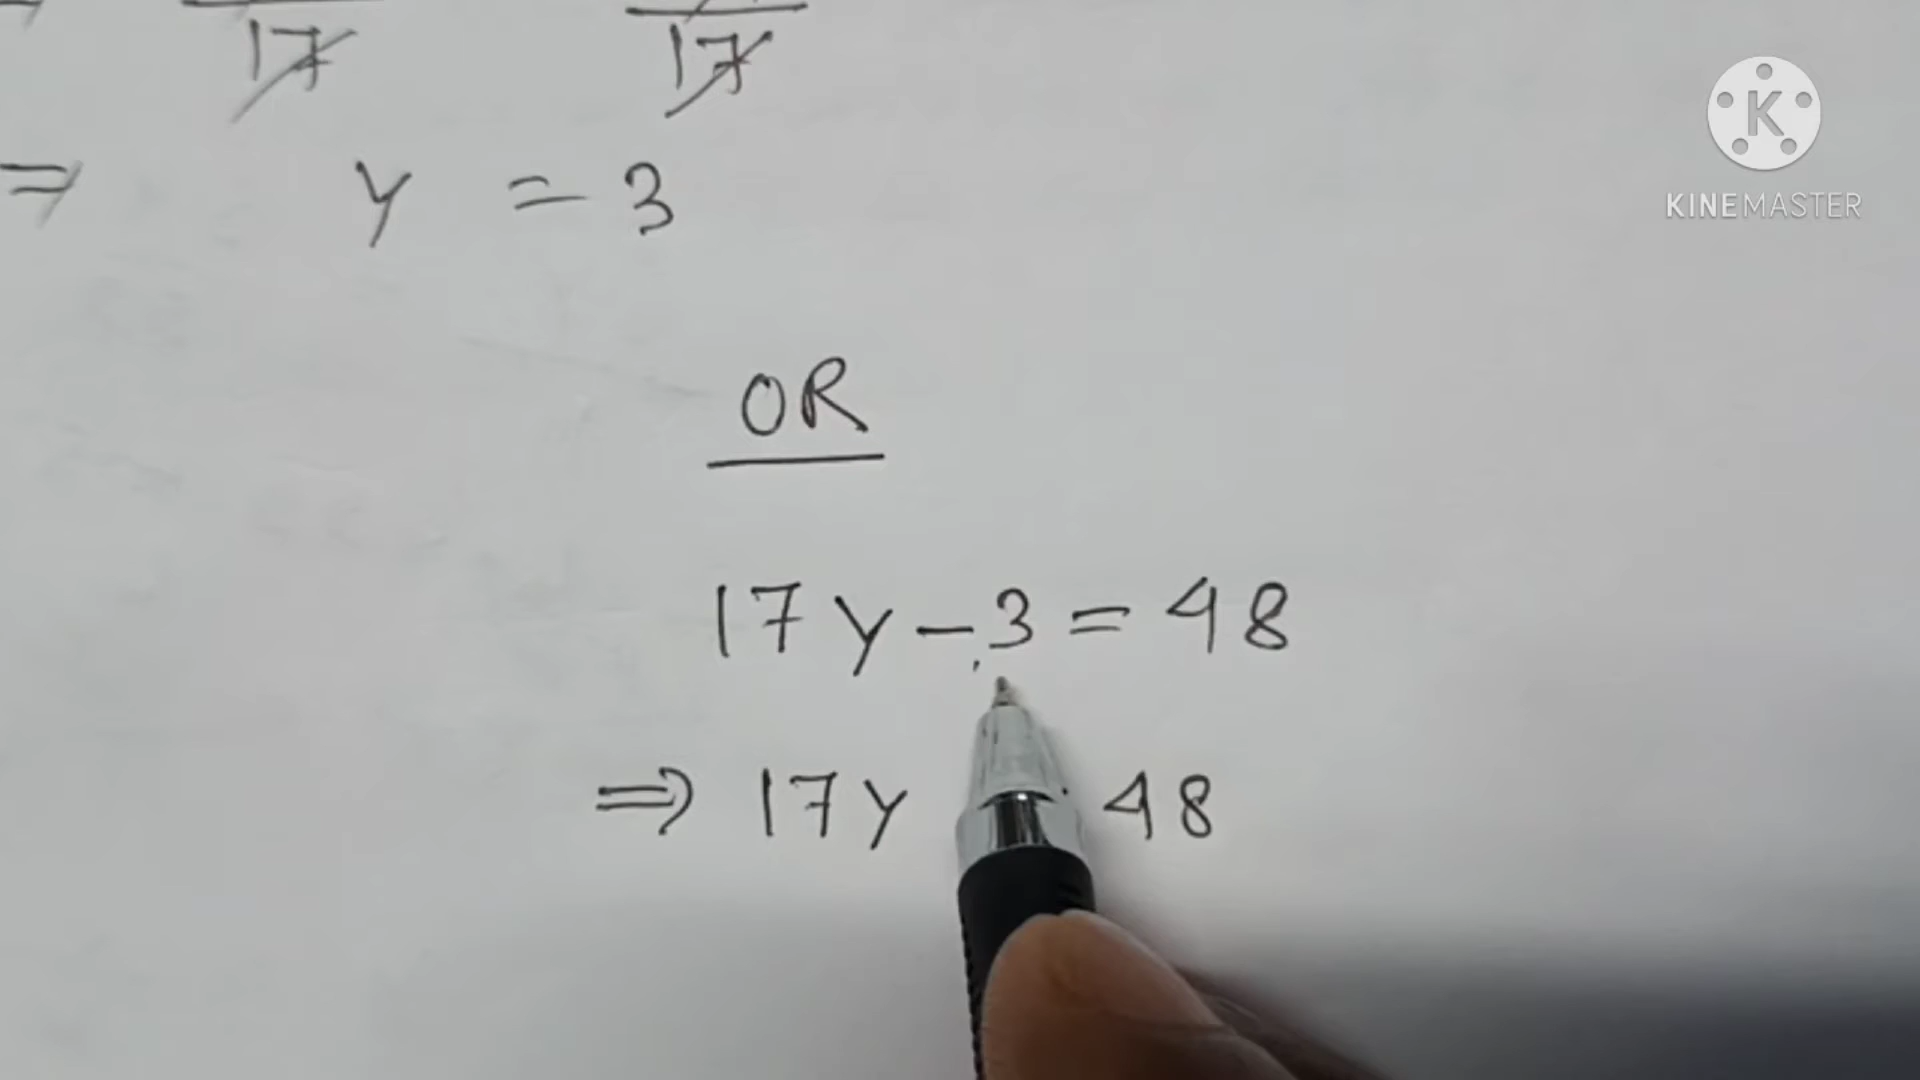 17 17
⇒ y = 3
KINEMASTER
OR
17y - 3 = 48
⇒ 17y 48